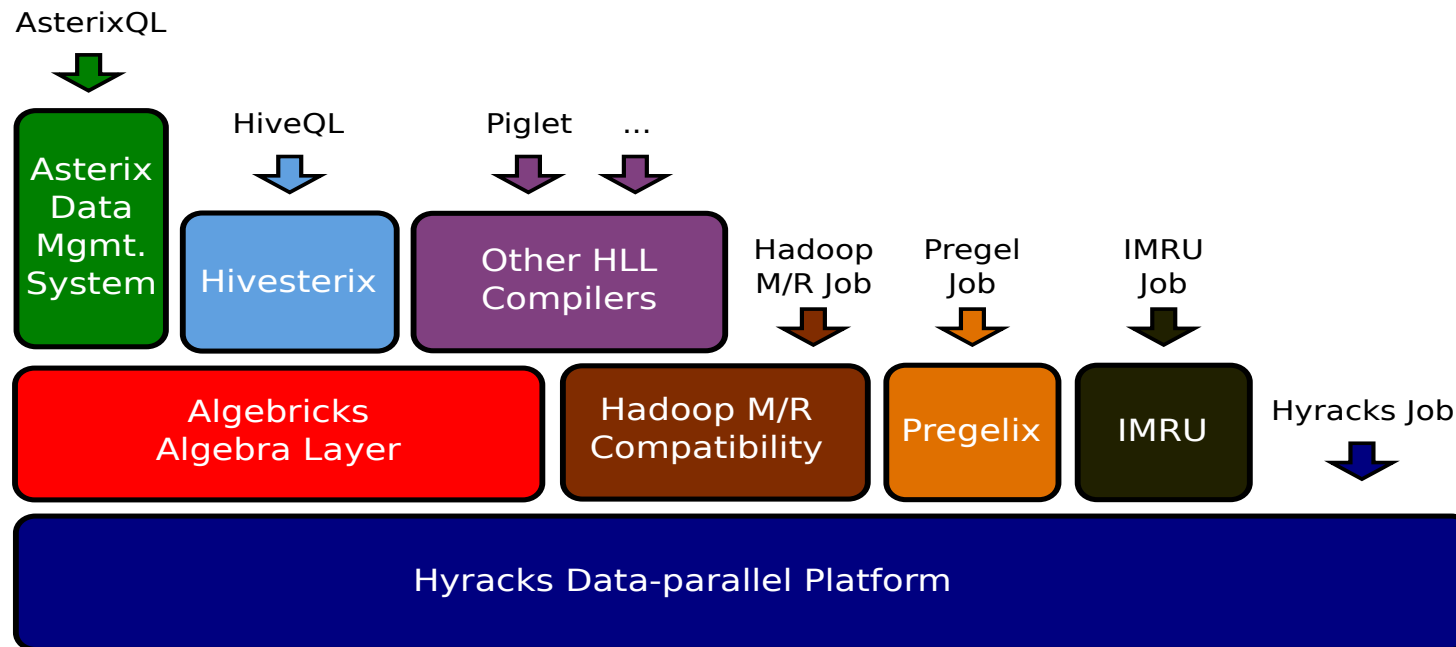 AsterixQL
HiveQL
Piglet
...
Asterix
Data
Mgmt.
System
Hivesterix
Other HLL
Compilers
Hadoop
M/R Job
Pregel
Job
IMRU
Job
Algebricks
Algebra Layer
Hadoop M/R
Compatibility
Pregelix
IMRU
Hyracks Job
Hyracks Data-parallel Platform